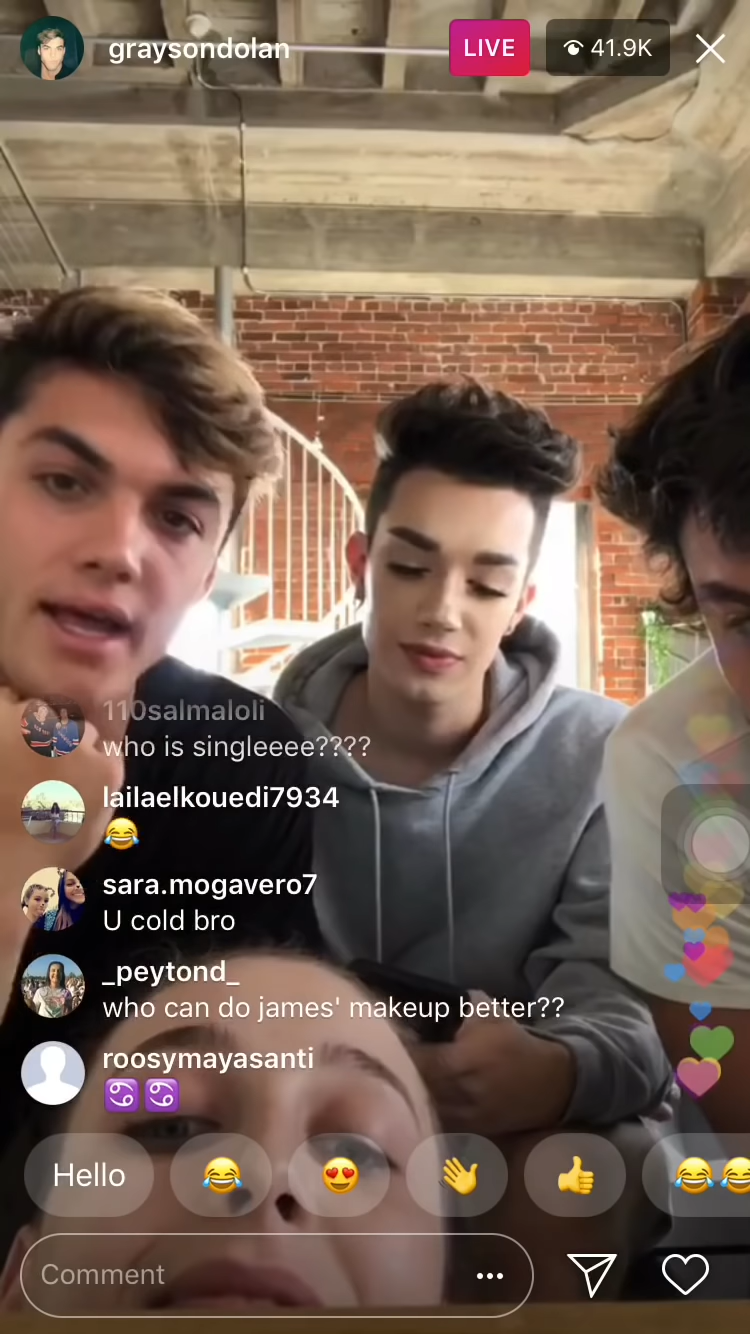 graysondolan
LIVE
41.9K
110salmaloli
who is singleeee????
lailaelkouedi7934
😂
sara.mogavero7
U cold bro
_peytond_
who can do james' makeup better??
roosymayasanti
♋♋
Hello 😂 😍 👋 👍 😂😂
Comment